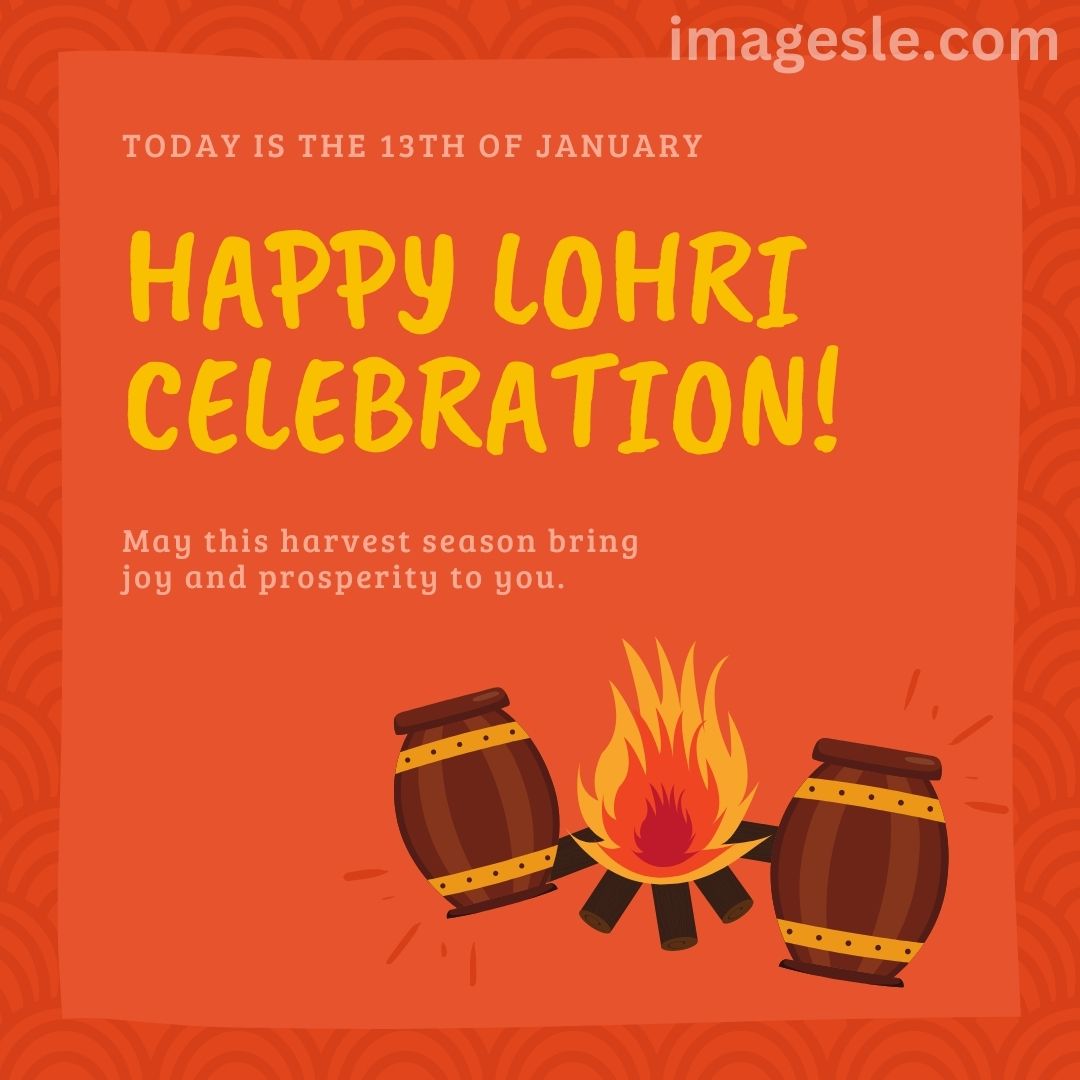 imagesle.com
TODAY IS THE 13TH OF JANUARY
HAPPY LOHRI
CELEBRATION!
May this harvest season bring
joy and prosperity to you.